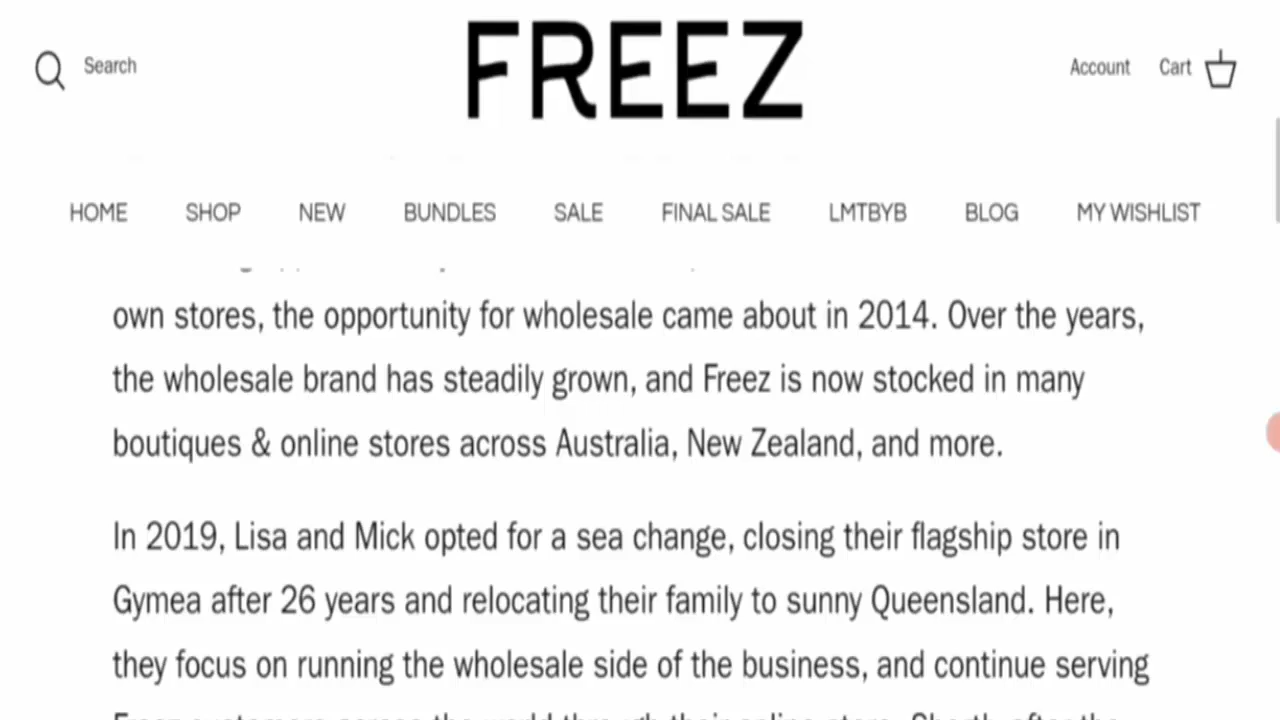 Search
FREEZ
Account Cart
HOME SHOP NEW BUNDLES SALE FINAL SALE LMTBYB BLOG MY WISHLIST
own stores, the opportunity for wholesale came about in 2014. Over the years,
the wholesale brand has steadily grown, and Freez is now stocked in many
boutiques & online stores across Australia, New Zealand, and more.
In 2019, Lisa and Mick opted for a sea change, closing their flagship store in
Gymea after 26 years and relocating their family to sunny Queensland. Here,
they focus on running the wholesale side of the business, and continue serving